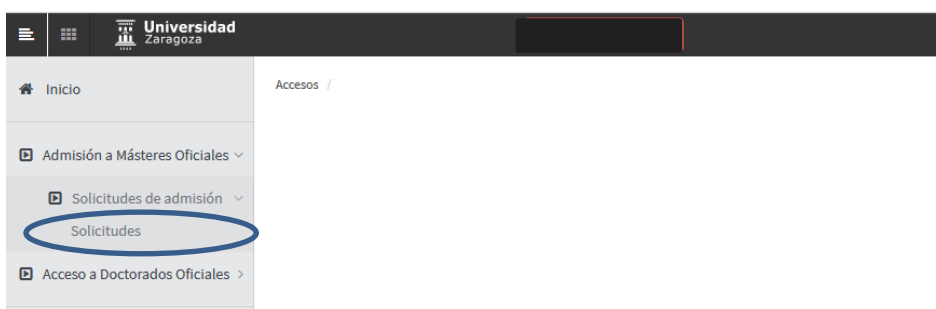 Universidad
Zaragoza
Inicio
Accesos /
Admisión a Másteres Oficiales
Solicitudes de admisión
Solicitudes
Acceso a Doctorados Oficiales